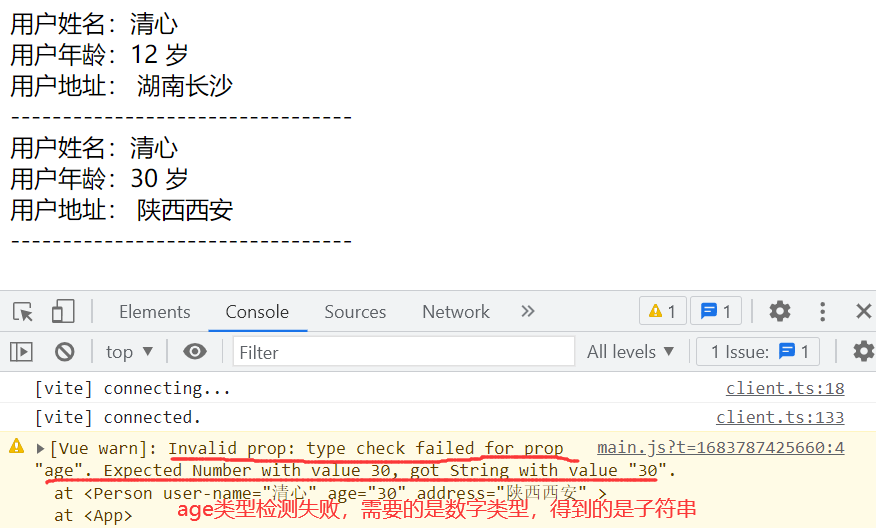 用户姓名：清心
用户年龄：12 岁
用户地址： 湖南长沙
---------------------------------
用户姓名：清心
用户年龄：30 岁
用户地址： 陕西西安
---------------------------------
Elements Console Sources Network » 1 1
top ▼ Filter All levels ▼ 1 Issue: 1
[vite] connecting... client.ts:18
[vite] connected. client.ts:133
▶[Vue warn]: Invalid prop: type check failed for prop main.js?t=1683787425660:4
"age". Expected Number with value 30, got String with value "30".
at <Person user-name="清心" age="30" address="陕西西安" >
at <App>
age类型检测失败，需要的是数字类型，得到的是子符串